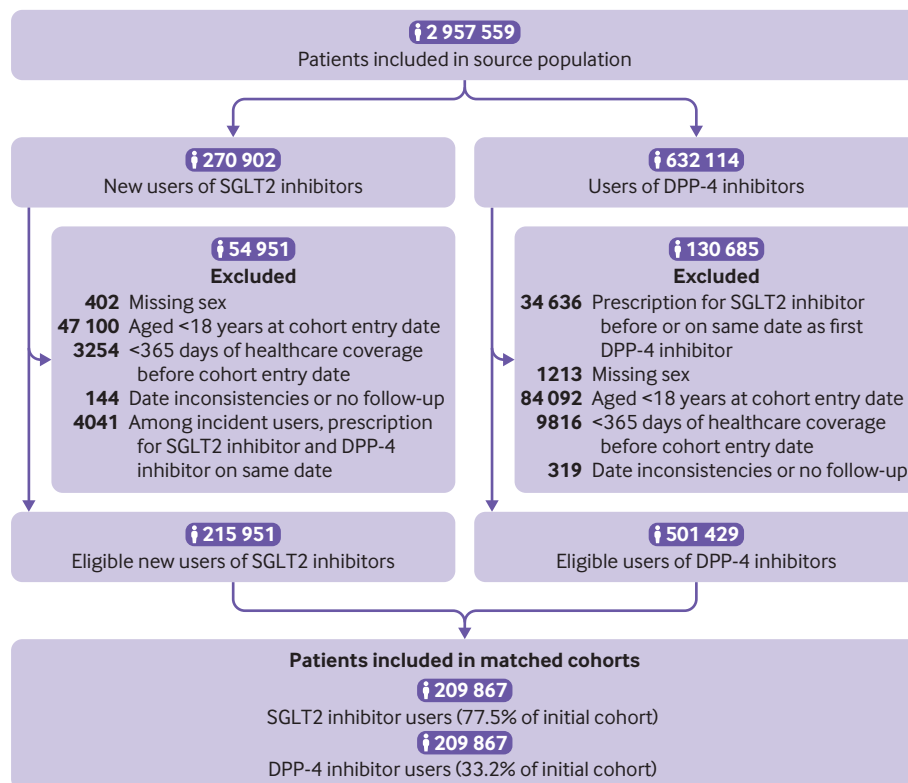 2 957 559
Patients included in source population
270 902
New users of SGLT2 inhibitors
632 114
Users of DPP-4 inhibitors
54 951
Excluded
402 Missing sex
47 100 Aged <18 years at cohort entry date
3254 <365 days of healthcare coverage
before cohort entry date
144 Date inconsistencies or no follow-up
4041 Among incident users, prescription
for SGLT2 inhibitor and DPP-4
inhibitor on same date
130 685
Excluded
34 636 Prescription for SGLT2 inhibitor
before or on same date as first
DPP-4 inhibitor
1213 Missing sex
84 092 Aged <18 years at cohort entry date
9816 <365 days of healthcare coverage
before cohort entry date
319 Date inconsistencies or no follow-up
215 951
Eligible new users of SGLT2 inhibitors
501 429
Eligible users of DPP-4 inhibitors
Patients included in matched cohorts
209 867
SGLT2 inhibitor users (77.5% of initial cohort)
209 867
DPP-4 inhibitor users (33.2% of initial cohort)